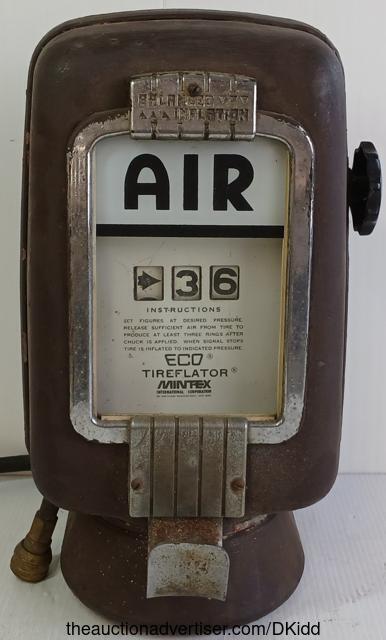 BALANCED
INFLATION
AIR
36
INSTRUCTIONS
SET FIGURES AT DESIRED PRESSURE.
RELEASE SUFFICIENT AIR FROM TIRE TO
PRODUCE AT LEAST THREE RINGS AFTER
CHUCK IS APPLIED. WHEN SIGNAL STOPS
TIRE IS INFLATED TO INDICATED PRESSURE.
ECO®
TIREFLATOR®
MINTEX
INTERNATIONAL CORPORATION
theauctionadvertiser.com/DKidd